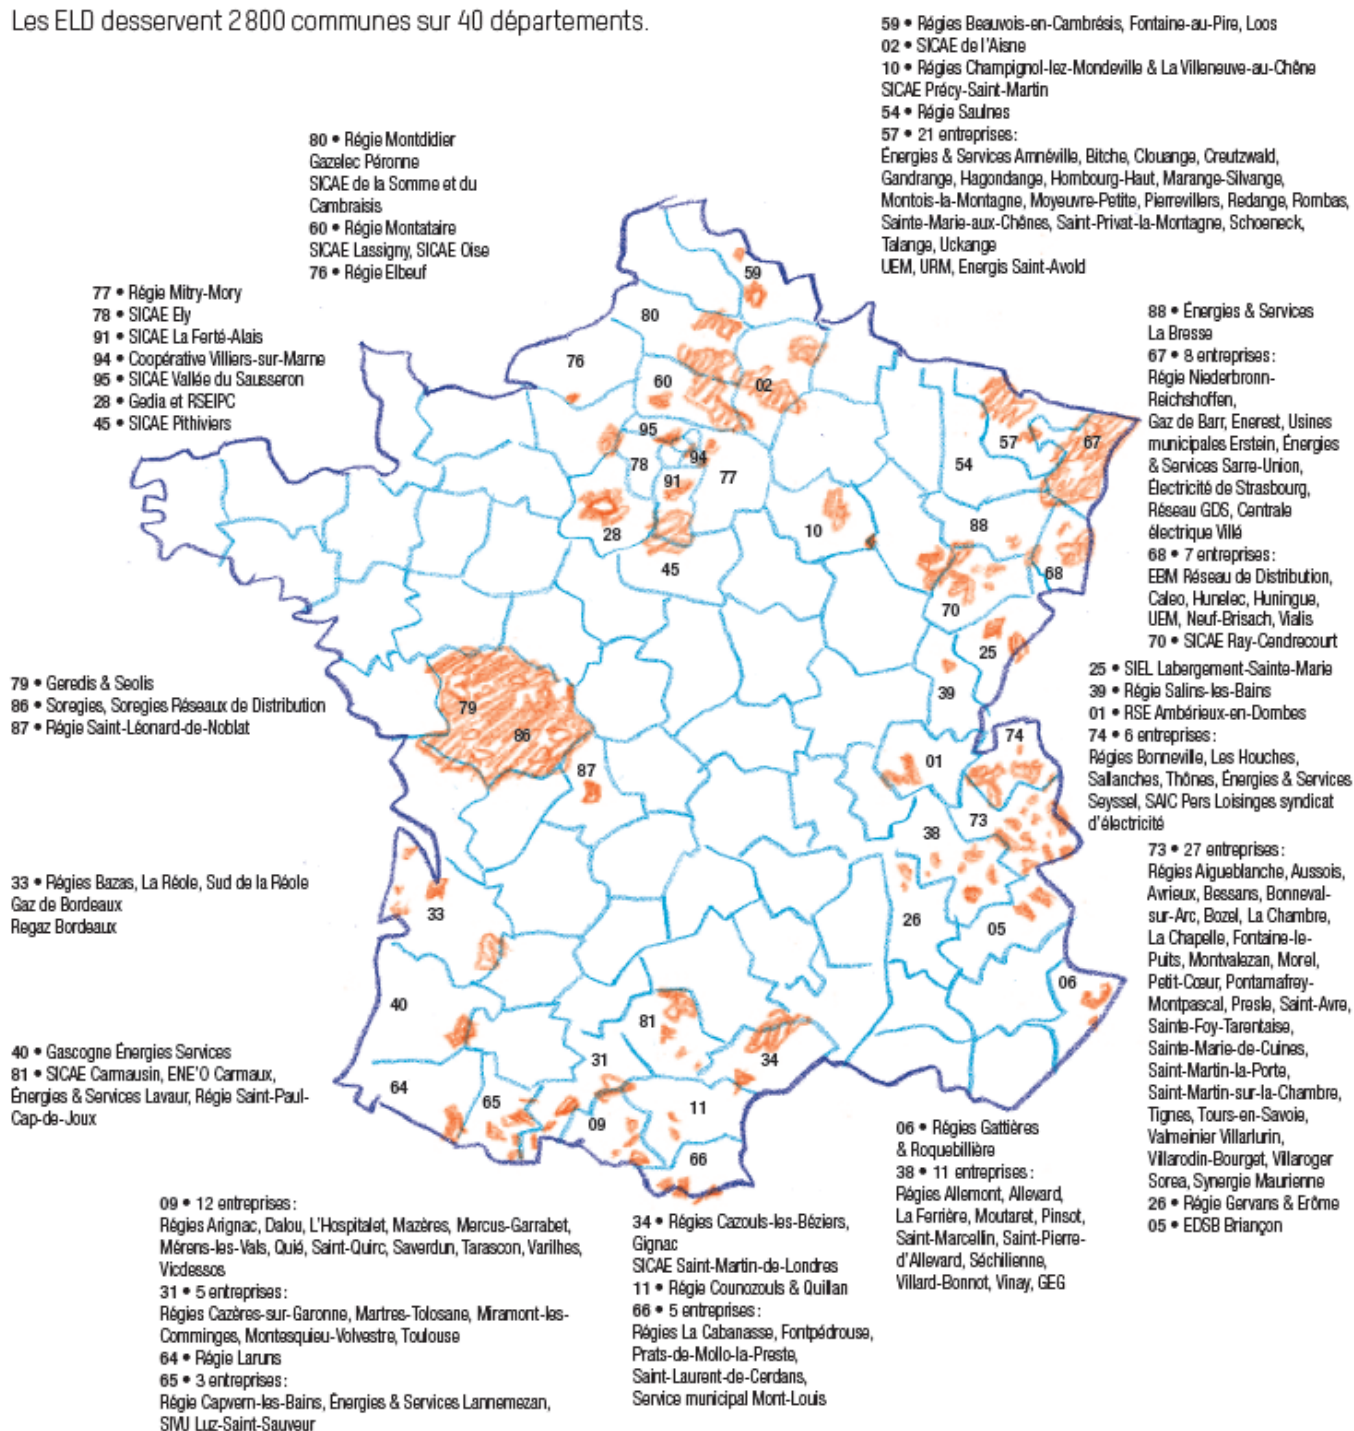 Les ELD desservent 2 800 communes sur 40 départements.
59 • Régies Beauvois-en-Cambrésis, Fontaine-au-Pire, Loos
02 • SICAE de l'Aisne
10 • Régies Champignol-lez-Mondeville & La Villeneuve-au-Chêne
SICAE Précy-Saint-Martin
54 • Régie Saulnes
57 • 21 entreprises :
Énergies & Services Amnéville, Bitche, Clouange, Creutzwald,
Gandrange, Hagondange, Hombourg-Haut, Marange-Silvange,
Montois-la-Montagne, Moyeuvre-Petite, Pierrevillers, Redange, Rombas,
Sainte-Marie-aux-Chênes, Saint-Privat-la-Montagne, Schoeneck,
Talange, Uckange
UEM, URM, Energis Saint-Avold
80 • Régie Montdidier
Gazelec Péronne
SICAE de la Somme et du
Cambraisis
60 • Régie Montataire
SICAE Lassigny, SICAE Oise
76 • Régie Elbeuf
77 • Régie Mitry-Mory
78 • SICAE Ely
91 • SICAE La Ferté-Alais
94 • Coopérative Villiers-sur-Marne
95 • SICAE Vallée du Sausseron
28 • Gedia et RSEIPC
45 • SICAE Pithiviers
88 • Énergies & Services
La Bresse
67 • 8 entreprises :
Régie Niederbronn-
Reichshoffen,
Gaz de Barr, Enerest, Usines
municipales Erstein, Énergies
& Services Sarre-Union,
Électricité de Strasbourg,
Réseau GDS, Centrale
électrique Villé
68 • 7 entreprises :
EBM Réseau de Distribution,
Caleo, Hunelec, Huningue,
UEM, Neuf-Brisach, Vialis
70 • SICAE Ray-Cendrecourt
25 • SIEL Labergement-Sainte-Marie
39 • Régie Salins-les-Bains
01 • RSE Ambérieux-en-Dombes
74 • 6 entreprises :
Régies Bonneville, Les Houches,
Sallanches, Thônes, Énergies & Services
Seyssel, SAIC Pers Loisinges syndicat
d'électricité
73 • 27 entreprises :
Régies Aigueblanche, Aussois,
Avrieux, Bessans, Bonneval-
sur-Arc, Bozel, La Chambre,
La Chapelle, Fontaine-le-
Puits, Montvalezan, Morel,
Petit-Cœur, Pontamafrey-
Montpascal, Presle, Saint-Avre,
Sainte-Foy-Tarentaise,
Sainte-Marie-de-Cuines,
Saint-Martin-la-Porte,
Saint-Martin-sur-la-Chambre,
Tignes, Tours-en-Savoie,
Valmeinier Villarlurin,
Villarodin-Bourget, Villaroger
Sorea, Synergie Maurienne
26 • Régie Gervans & Erôme
05 • EDSB Briançon
79 • Geredis & Seolis
86 • Soregies, Soregies Réseaux de Distribution
87 • Régie Saint-Léonard-de-Noblat
33 • Régies Bazas, La Réole, Sud de la Réole
Gaz de Bordeaux
Regaz Bordeaux
40 • Gascogne Énergies Services
81 • SICAE Carmausin, ENE'O Carmaux,
Énergies & Services Lavaur, Régie Saint-Paul-
Cap-de-Joux
09 • 12 entreprises :
Régies Arignac, Dalou, L'Hospitalet, Mazères, Mercus-Garrabet,
Mérens-les-Vals, Quié, Saint-Quirc, Saverdun, Tarascon, Varilhes,
Vicdessos
31 • 5 entreprises :
Régies Cazères-sur-Garonne, Martres-Tolosane, Miramont-les-
Comminges, Montesquieu-Volvestre, Toulouse
64 • Régie Laruns
65 • 3 entreprises :
Régie Capvern-les-Bains, Énergies & Services Lannemezan,
SIVU Luz-Saint-Sauveur
34 • Régies Cazouls-les-Béziers,
Gignac
SICAE Saint-Martin-de-Londres
11 • Régie Counozouls & Quillan
66 • 5 entreprises :
Régies La Cabanasse, Fontpédrouse,
Prats-de-Mollo-la-Preste,
Saint-Laurent-de-Cerdans,
Service municipal Mont-Louis
06 • Régies Gattières
& Roquebillière
38 • 11 entreprises :
Régies Allemont, Allevard,
La Ferrière, Moutaret, Pinsot,
Saint-Marcellin, Saint-Pierre-
d'Allevard, Séchilienne,
Villard-Bonnot, Vinay, GEG
59
80
76
60
02
95
78
94
91
77
57
67
54
28
10
88
45
68
70
25
39
79
86
87
01
74
73
38
33
26
05
06
40
81
31
34
64
65
09
11
66